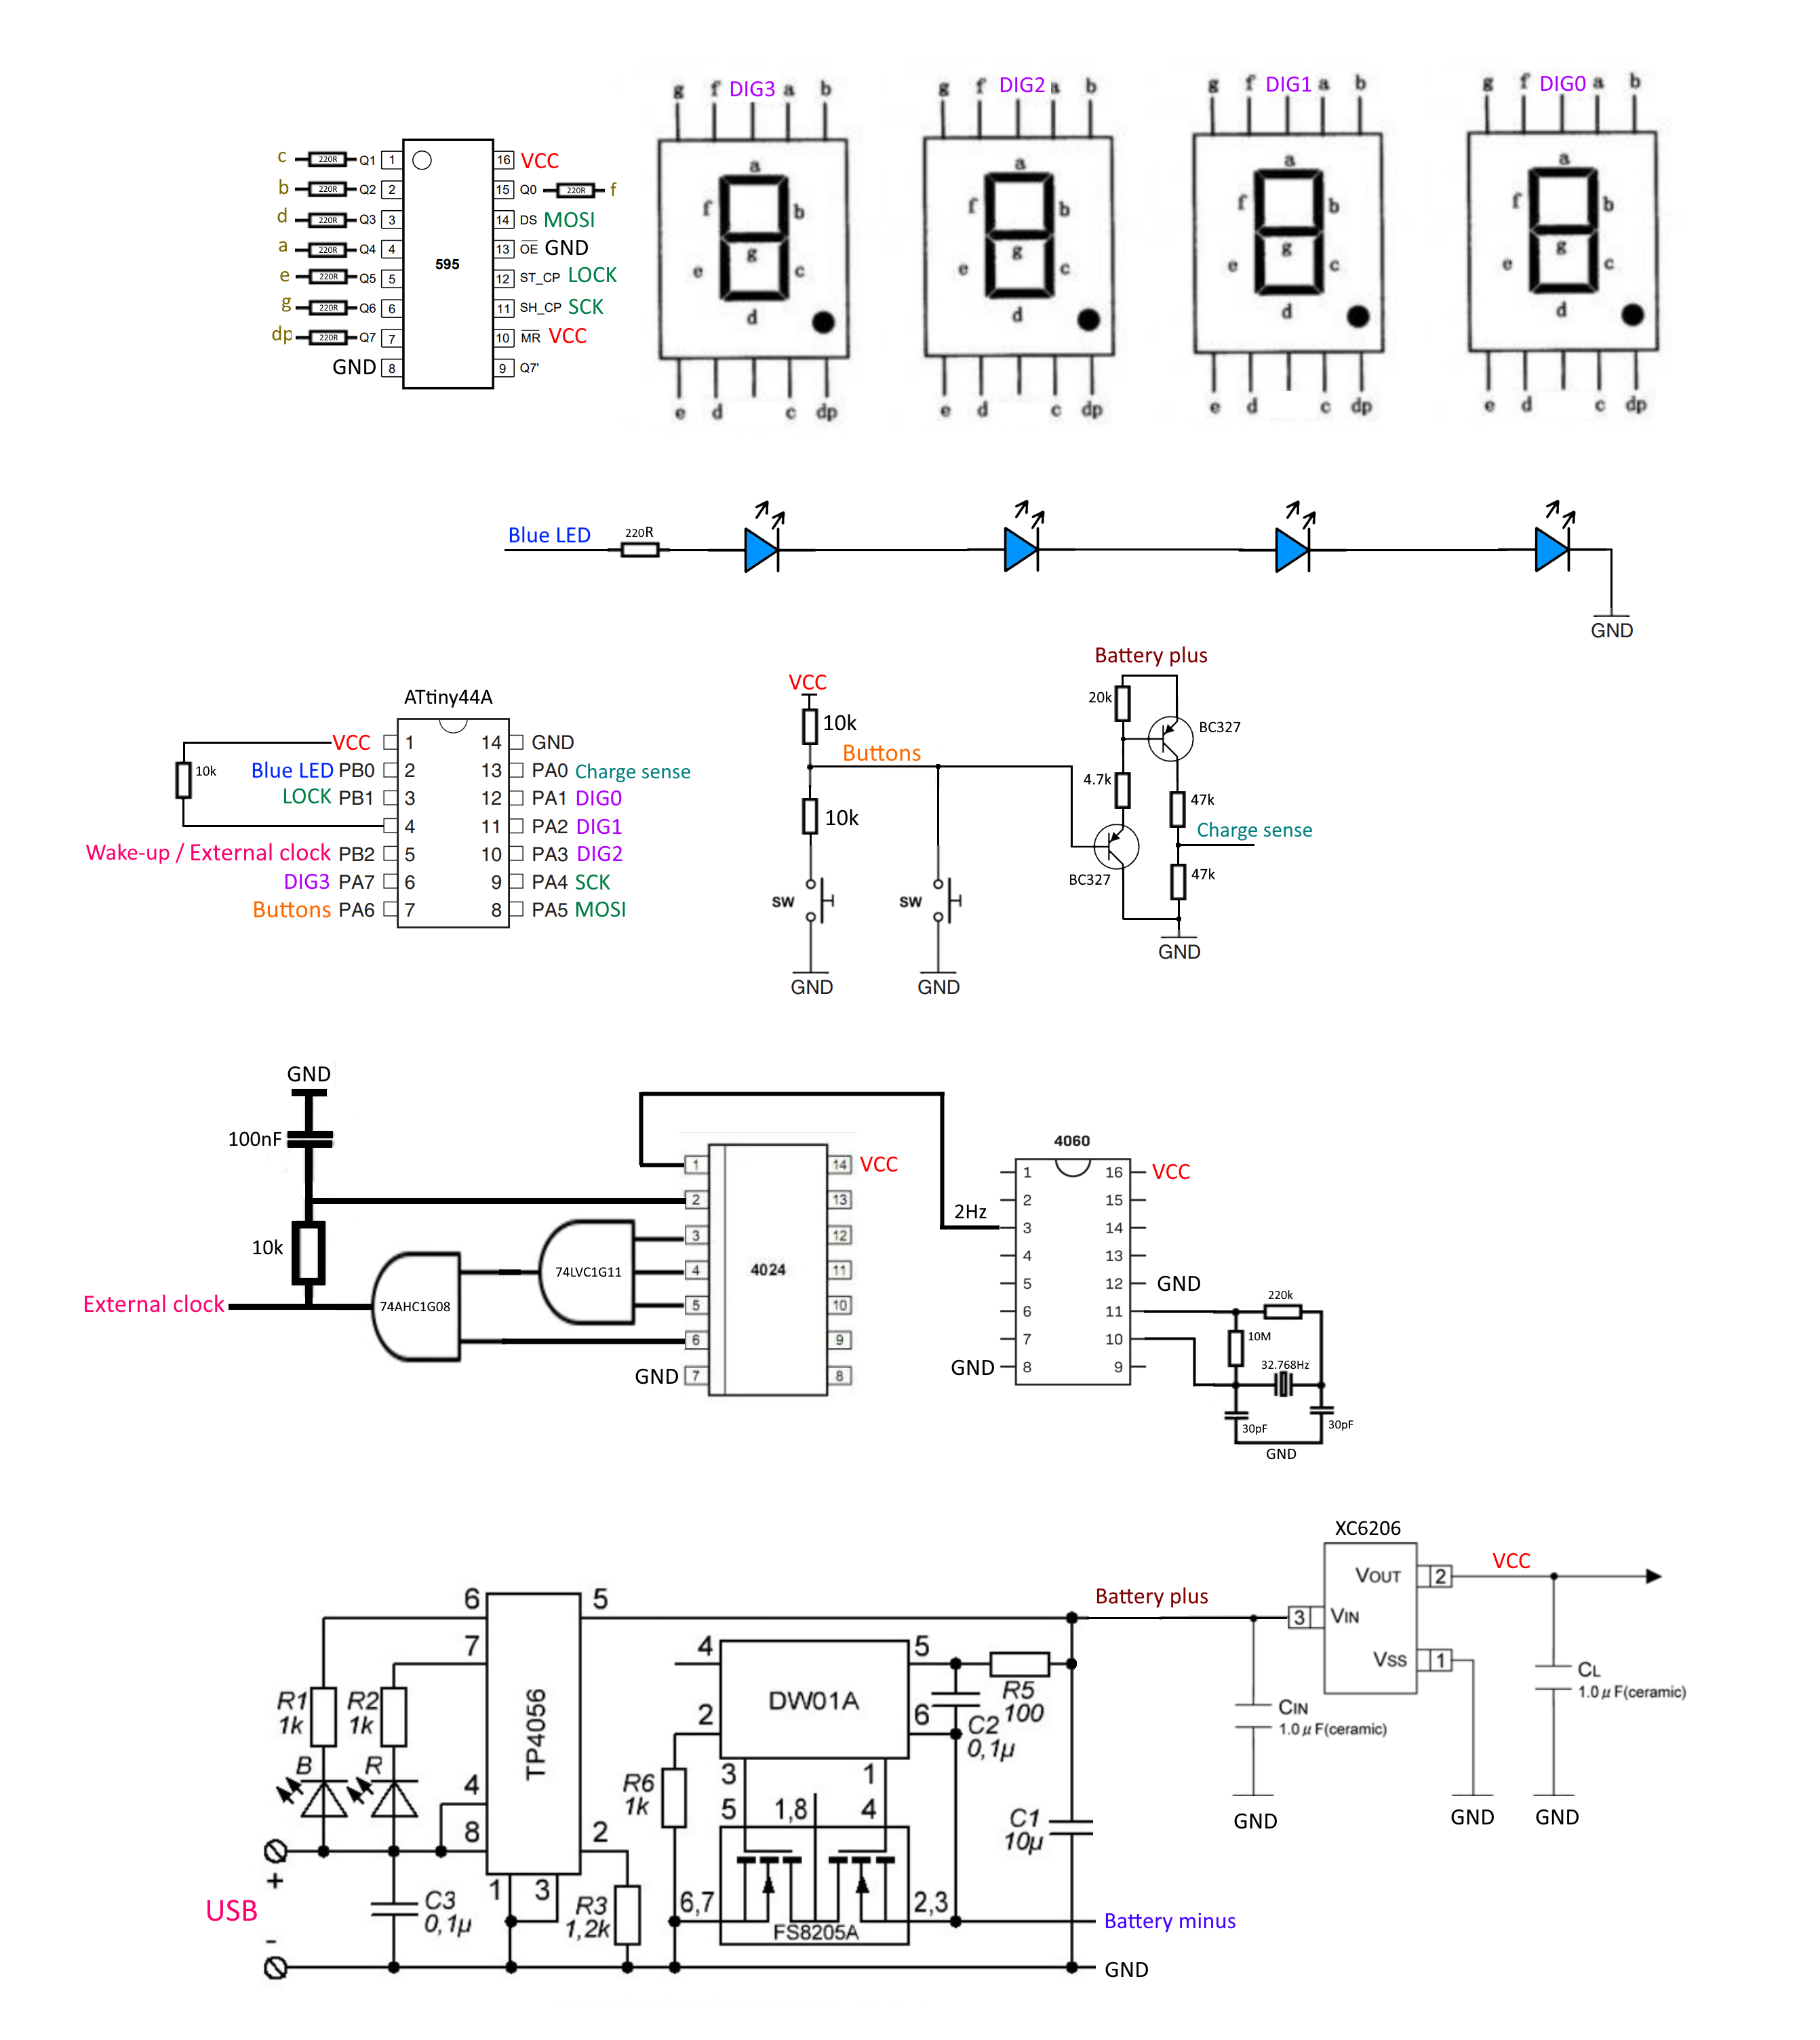 g f DIG3 a b
g f DIG2 a b
g f DIG1 a b
g f DIG0 a b
c 220R Q1 1
b 220R Q2 2
d 220R Q3 3
a 220R Q4 4
e 220R Q5 5
g 220R Q6 6
dp 220R Q7 7
GND 8
595
16 VCC
15 Q0 220R f
14 DS MOSI
13 OE GND
12 ST_CP LOCK
11 SH_CP SCK
10 MR VCC
9 Q7'
a
f b
g
e c
d
a
f b
g
e c
d
a
f b
g
e c
d
a
f b
g
e c
d
e d c dp
e d c dp
e d c dp
e d c dp
Blue LED 220R
GND
ATtiny44A
10k
VCC 1
Blue LED PB0 2
LOCK PB1 3
4
Wake-up / External clock PB2 5
DIG3 PA7 6
Buttons PA6 7
14 GND
13 PA0 Charge sense
12 PA1 DIG0
11 PA2 DIG1
10 PA3 DIG2
9 PA4 SCK
8 PA5 MOSI
VCC
10k
Buttons
10k
SW
SW
GND
GND
Battery plus
20k
BC327
4.7k
47k
Charge sense
BC327
47k
GND
GND
100nF
10k
External clock
74AHC1G08
74LVC1G11
1
2
3
4
5
6
GND 7
4024
14 VCC
13
12
11
10
9
8
4060
2Hz
1
2
3
4
5
6
7
GND 8
16 VCC
15
14
13
12 GND
11
10
9
220k
10M
32.768Hz
30pF
30pF
GND
6
7
4
8
5
2
1 3
TP4056
R1
1k
R2
1k
B R
+
USB
-
C3
0,1µ
R3
1,2k
4
2
5
6
DW01A
3 1
5 1,8 4
R6
1k
6,7
2,3
FS8205A
R5
100
C2
0,1µ
C1
10µ
Battery plus
Battery minus
GND
XC6206
VOUT 2
3 VIN
VSS 1
VCC
CIN
1.0 µ F(ceramic)
CL
1.0 µ F(ceramic)
GND
GND
GND